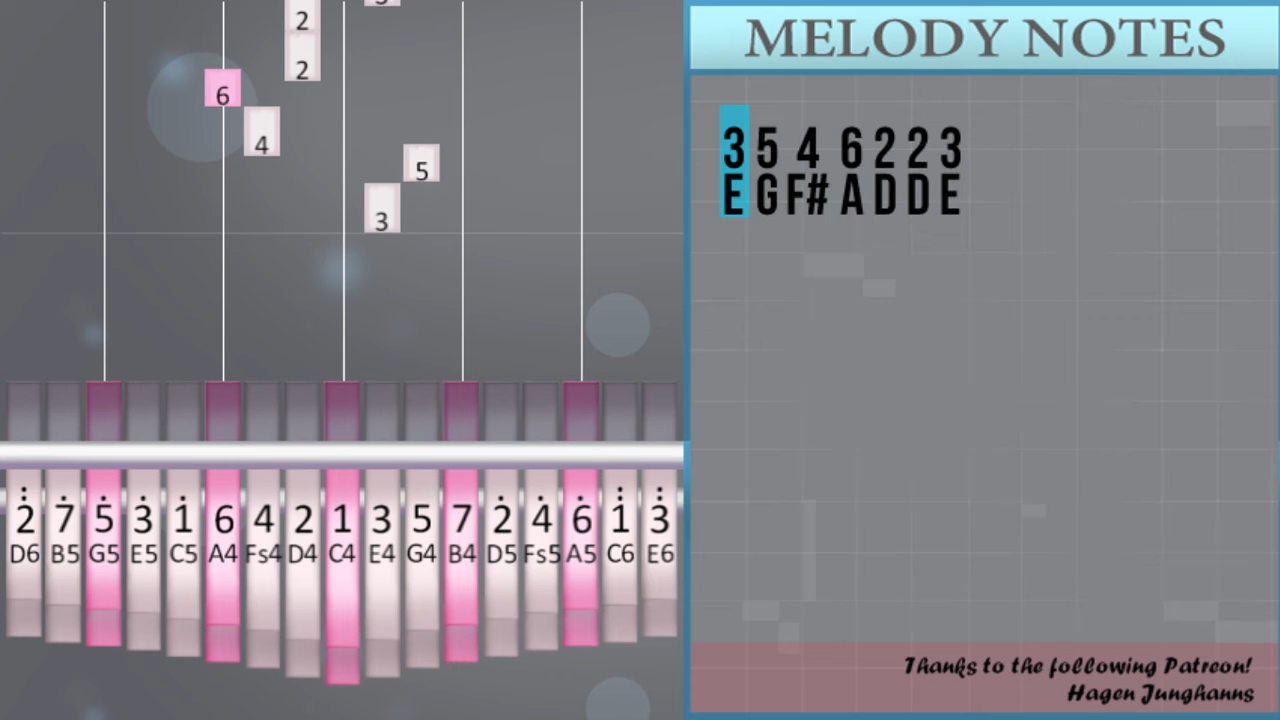 3
2
2
6
4
5
3
MELODY NOTES
3 5 4 6 2 2 3
E G F# A D D E
2̈ 7̇ 5̇ 3̇ 1̇ 6 4 2 1 3 5 7 2̇ 4̇ 6̇ 1̈ 3̈
D6 B5 G5 E5 C5 A4 Fs4 D4 C4 E4 G4 B4 D5 Fs5 A5 C6 E6
Thanks to the following Patreon!
Hagen Junghanns